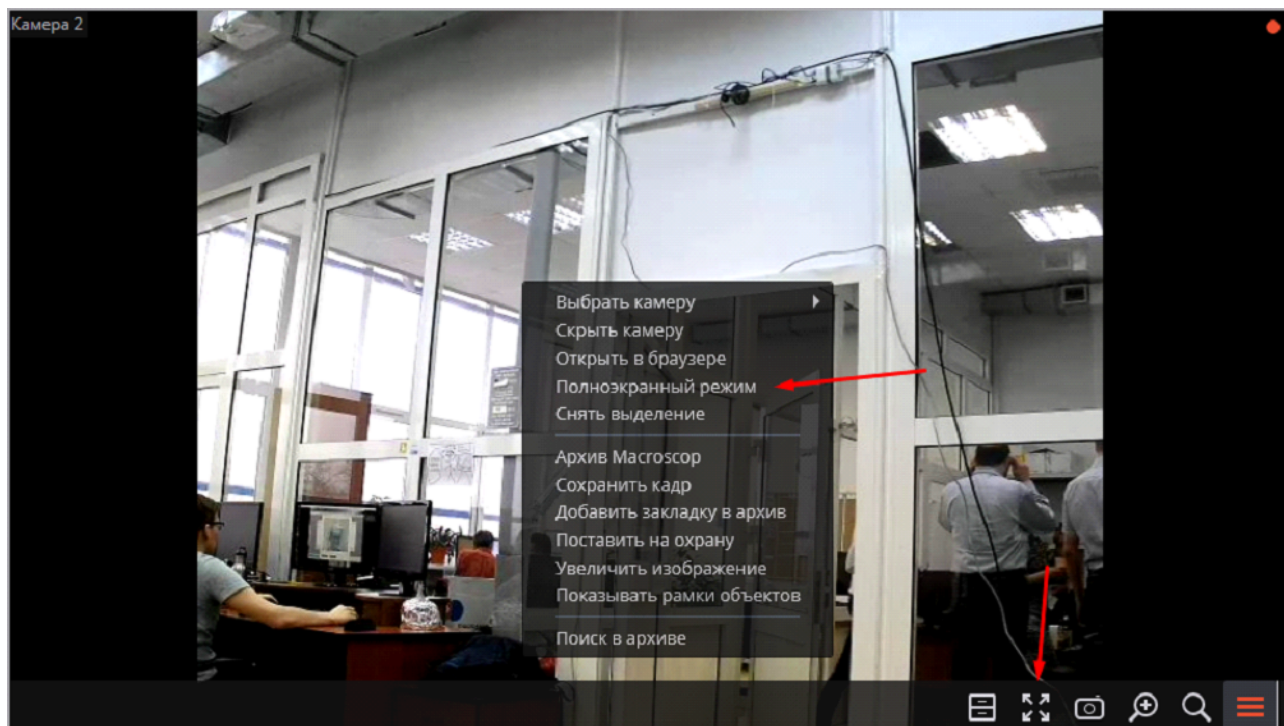 Камера 2
Выбрать камеру
Скрыть камеру
Открыть в браузере
Полноэкранный режим
Снять выделение
Архив Macroscop
Сохранить кадр
Добавить закладку в архив
Поставить на охрану
Увеличить изображение
Показывать рамки объектов
Поиск в архиве